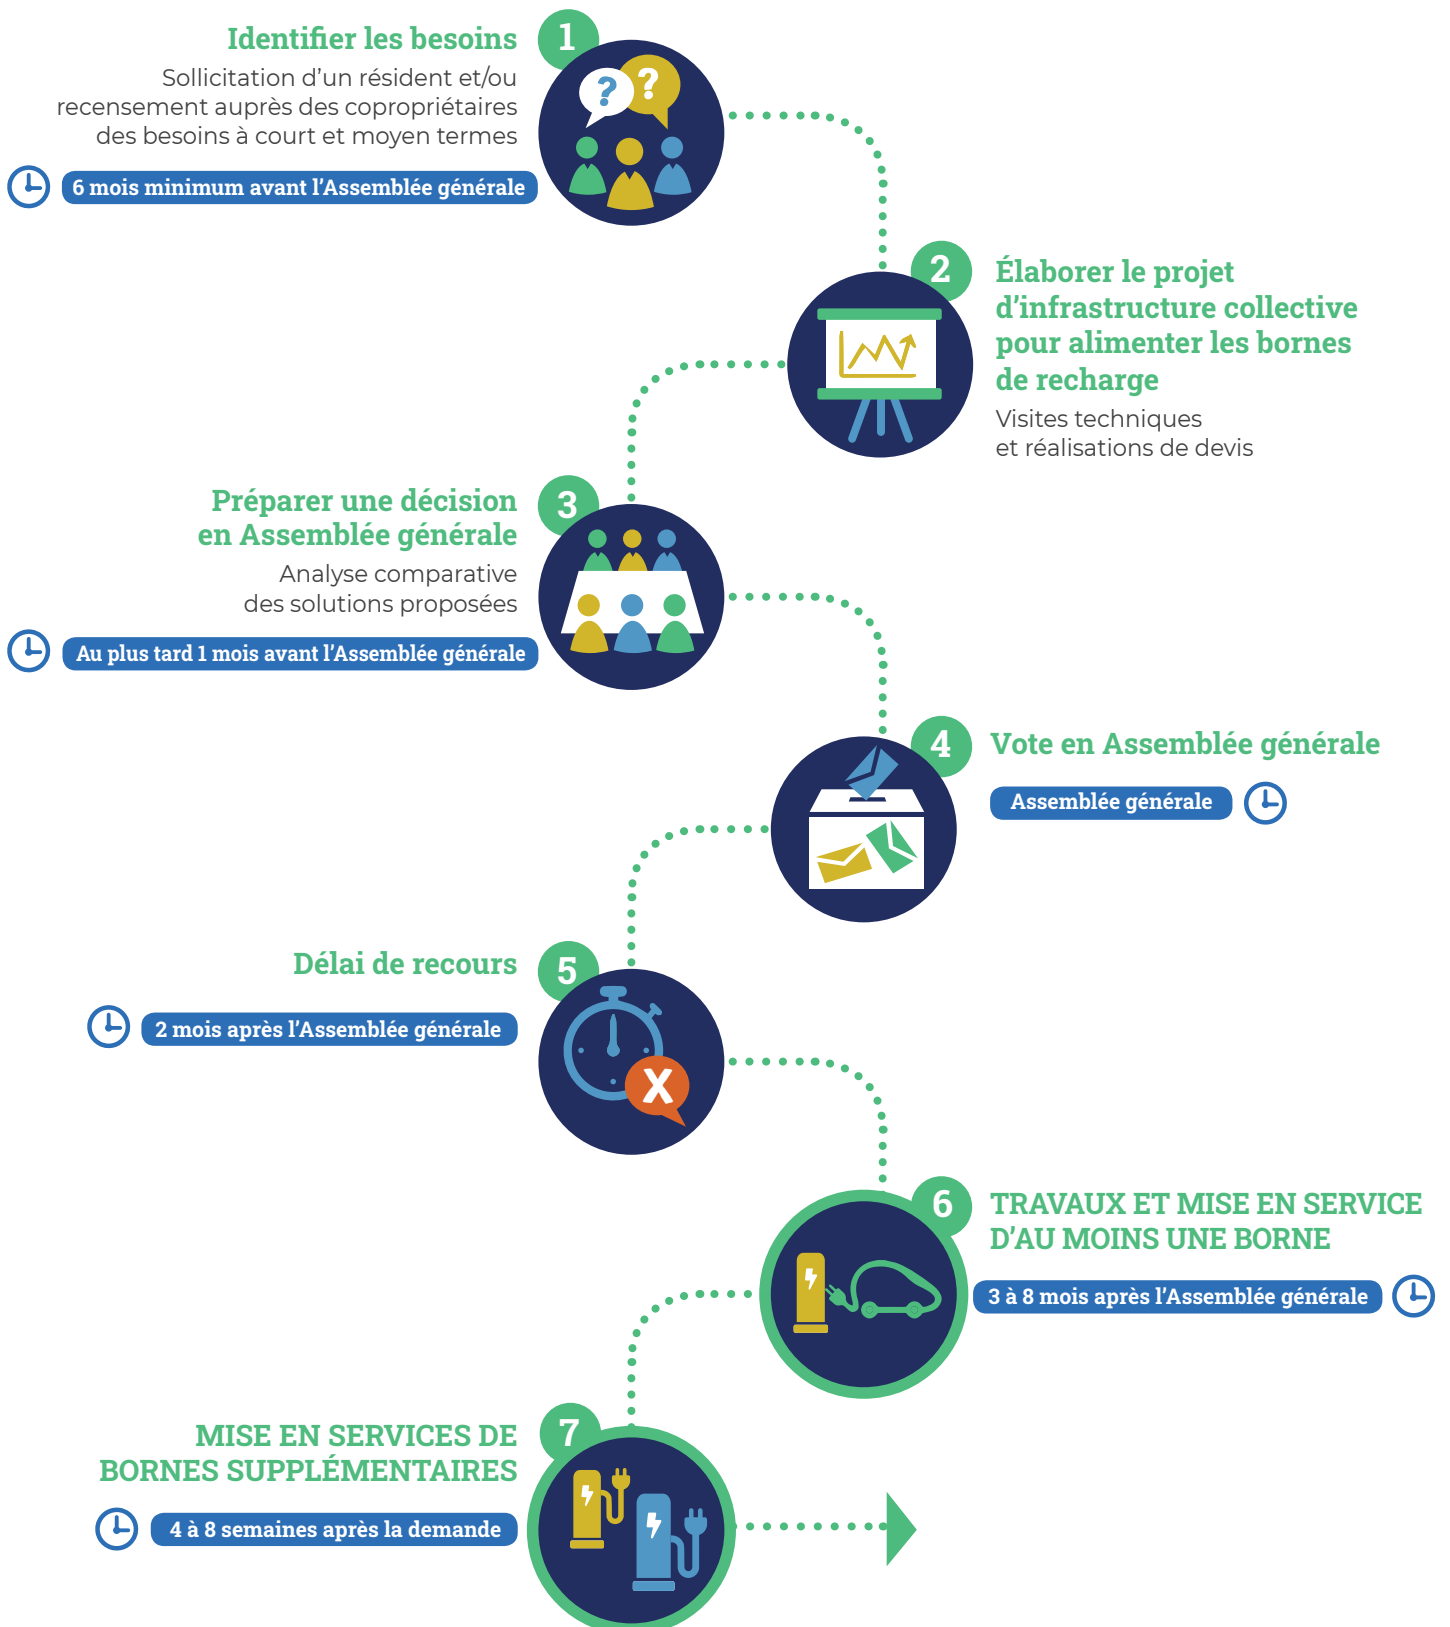 1
Identifier les besoins
Sollicitation d’un résident et/ou
recensement auprès des copropriétaires
des besoins à court et moyen termes
6 mois minimum avant l’Assemblée générale
? ?
2
Élaborer le projet
d’infrastructure collective
pour alimenter les bornes
de recharge
Visites techniques
et réalisations de devis
3
Préparer une décision
en Assemblée générale
Analyse comparative
des solutions proposées
Au plus tard 1 mois avant l’Assemblée générale
4
Vote en Assemblée générale
Assemblée générale
5
Délai de recours
2 mois après l’Assemblée générale
X
6
TRAVAUX ET MISE EN SERVICE
D’AU MOINS UNE BORNE
3 à 8 mois après l’Assemblée générale
7
MISE EN SERVICES DE
BORNES SUPPLÉMENTAIRES
4 à 8 semaines après la demande